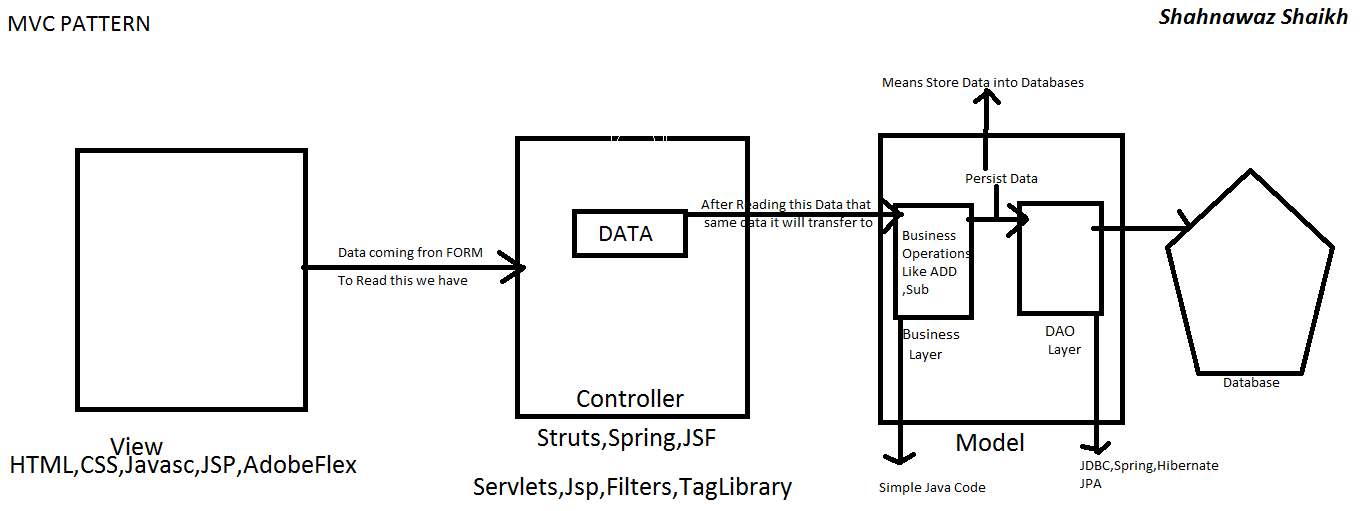 MVC PATTERN
Shahnawaz Shaikh
Means Store Data into Databases
Persist Data
After Reading this Data that
same data it will transfer to
DATA
Data coming fron FORM
To Read this we have
Business
Operations
Like ADD
,Sub
Business
Layer
DAO
Layer
Database
Controller
View
Struts,Spring,JSF
Model
HTML,CSS,Javasc,JSP,AdobeFlex
JDBC,Spring,Hibernate
JPA
Servlets,Jsp,Filters,TagLibrary
Simple Java Code